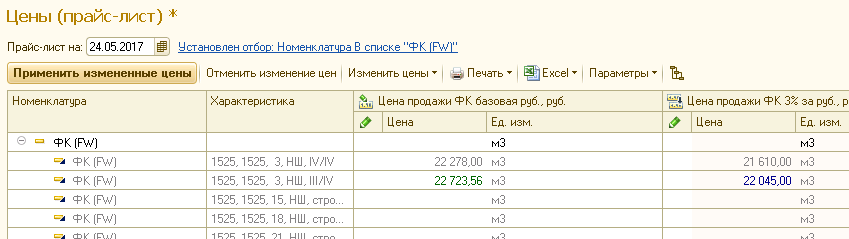 Цены (прайс-лист) *
Прайс-лист на: 24.05.2017 Установлен отбор: Номенклатура В списке "ФК (FW)"
Применить измененные цены Отменить изменение цен Изменить цены Печать Excel Параметры
Номенклатура Характеристика Цена продажи ФК базовая руб., руб. Цена продажи ФК 3% за руб., р
Цена Ед. изм. Цена Ед. изм.
ФК (FW) м3 м3
ФК (FW) 1525, 1525, 3, НШ, IV/IV 22 278,00 м3 21 610,00 м3
ФК (FW) 1525, 1525, 3, НШ, III/IV 22 723,56 м3 22 045,00 м3
ФК (FW) 1525, 1525, 15, НШ, стро... м3 м3
ФК (FW) 1525, 1525, 18, НШ, стро... м3 м3
ФК (FW) 1525, 1525, 21, НШ, стро... м3 м3